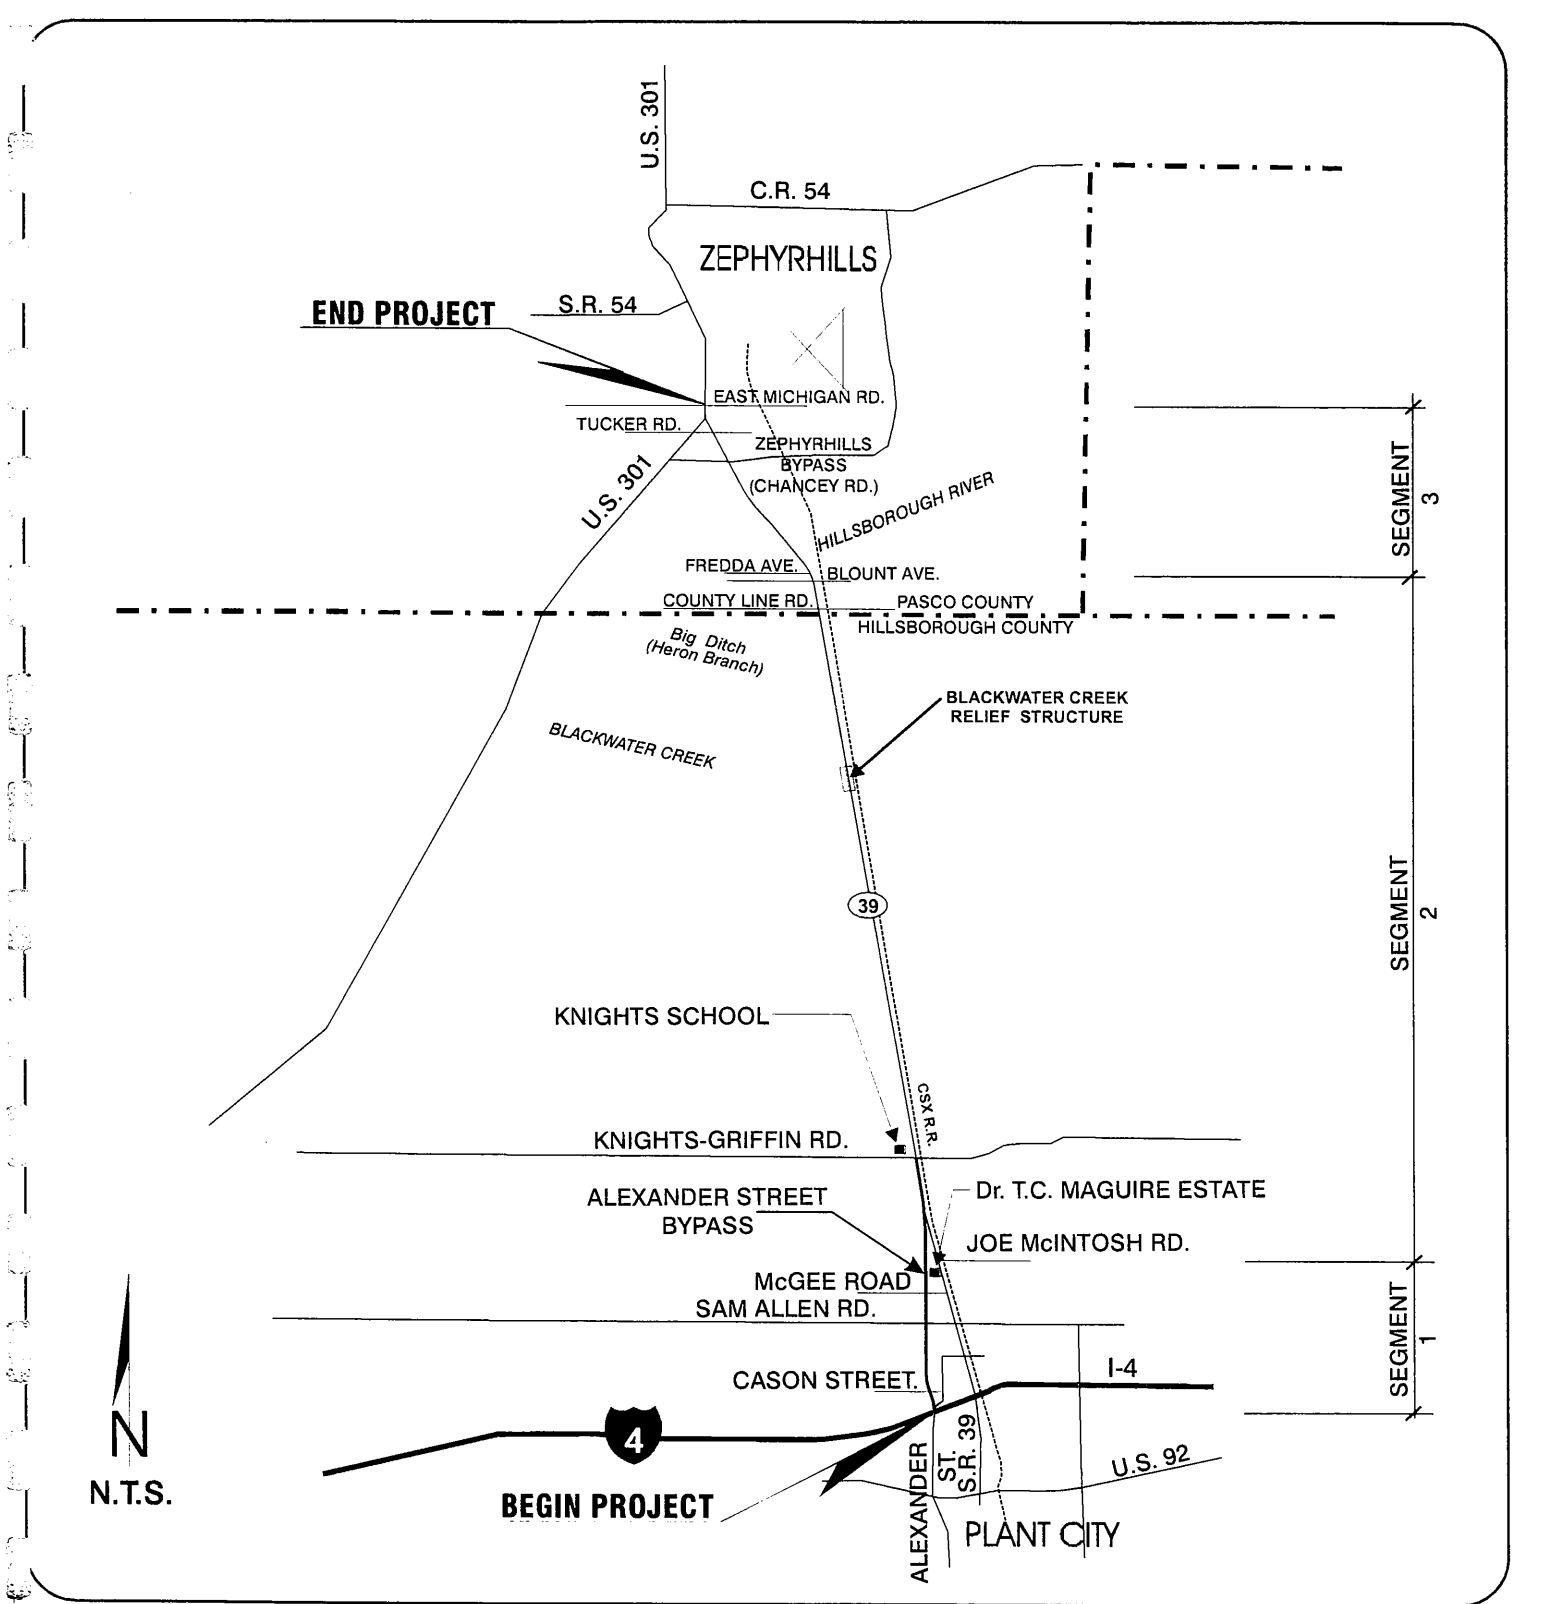 U.S. 301
C.R. 54
ZEPHYRHILLS
END PROJECT
S.R. 54
EAST MICHIGAN RD.
TUCKER RD.
ZEPHYRHILLS
BYPASS
(CHANCEY RD.)
U.S. 301
HILLSBOROUGH RIVER
SEGMENT
3
FREDDA AVE.
BLOUNT AVE.
COUNTY LINE RD.
PASCO COUNTY
HILLSBOROUGH COUNTY
Big Ditch
(Heron Branch)
BLACKWATER CREEK
RELIEF STRUCTURE
BLACKWATER CREEK
39
SEGMENT
2
KNIGHTS SCHOOL
CSX R.R.
KNIGHTS-GRIFFIN RD.
Dr. T.C. MAGUIRE ESTATE
ALEXANDER STREET
BYPASS
JOE McINTOSH RD.
McGEE ROAD
SAM ALLEN RD.
SEGMENT
1
CASON STREET.
I-4
4
N
N.T.S.
ALEXANDER
ST.
S.R. 39
U.S. 92
BEGIN PROJECT
PLANT CITY